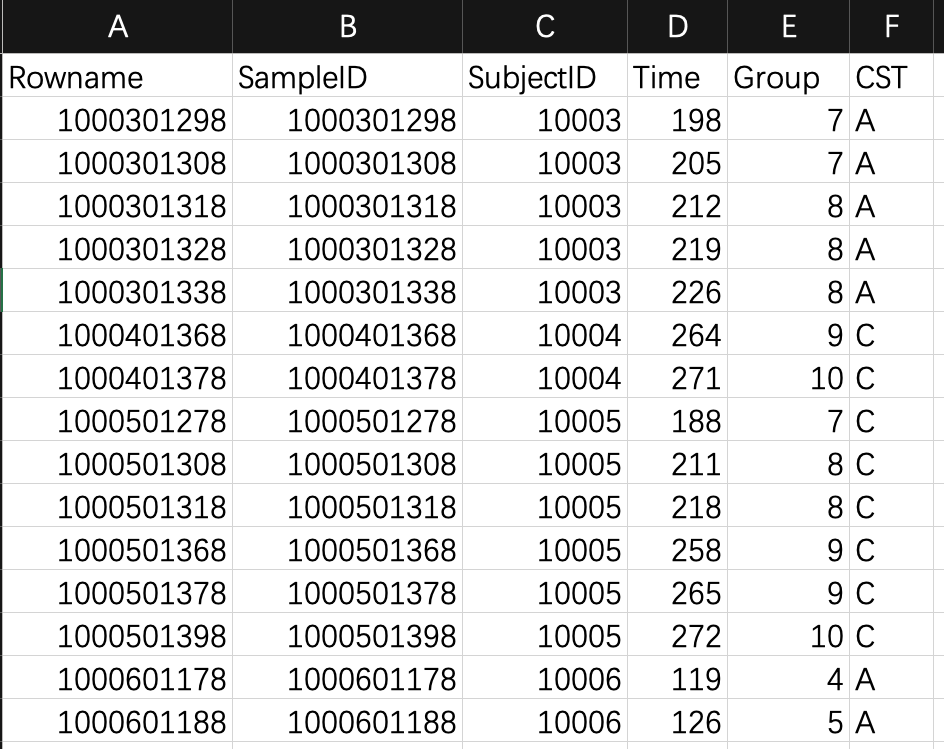 A B C D E F
Rowname SampleID SubjectID Time Group CST
1000301298 1000301298 10003 198 7 A
1000301308 1000301308 10003 205 7 A
1000301318 1000301318 10003 212 8 A
1000301328 1000301328 10003 219 8 A
1000301338 1000301338 10003 226 8 A
1000401368 1000401368 10004 264 9 C
1000401378 1000401378 10004 271 10 C
1000501278 1000501278 10005 188 7 C
1000501308 1000501308 10005 211 8 C
1000501318 1000501318 10005 218 8 C
1000501368 1000501368 10005 258 9 C
1000501378 1000501378 10005 265 9 C
1000501398 1000501398 10005 272 10 C
1000601178 1000601178 10006 119 4 A
1000601188 1000601188 10006 126 5 A